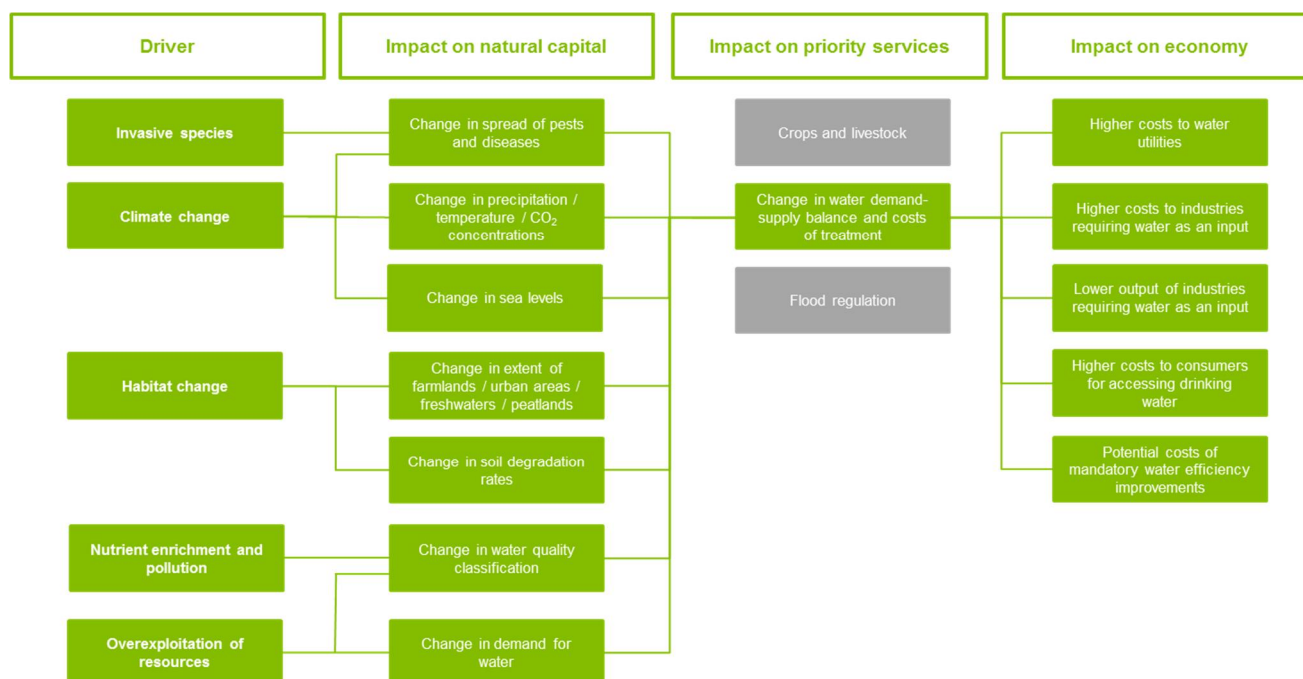 Driver
Impact on natural capital
Impact on priority services
Impact on economy
Invasive species
Climate change
Habitat change
Nutrient enrichment and
pollution
Overexploitation of
resources
Change in spread of pests
and diseases
Change in precipitation /
temperature / CO₂
concentrations
Change in sea levels
Change in extent of
farmlands / urban areas /
freshwaters / peatlands
Change in soil degradation
rates
Change in water quality
classification
Change in demand for
water
Crops and livestock
Change in water demand-
supply balance and costs
of treatment
Flood regulation
Higher costs to water
utilities
Higher costs to industries
requiring water as an input
Lower output of industries
requiring water as an input
Higher costs to consumers
for accessing drinking
water
Potential costs of
mandatory water efficiency
improvements